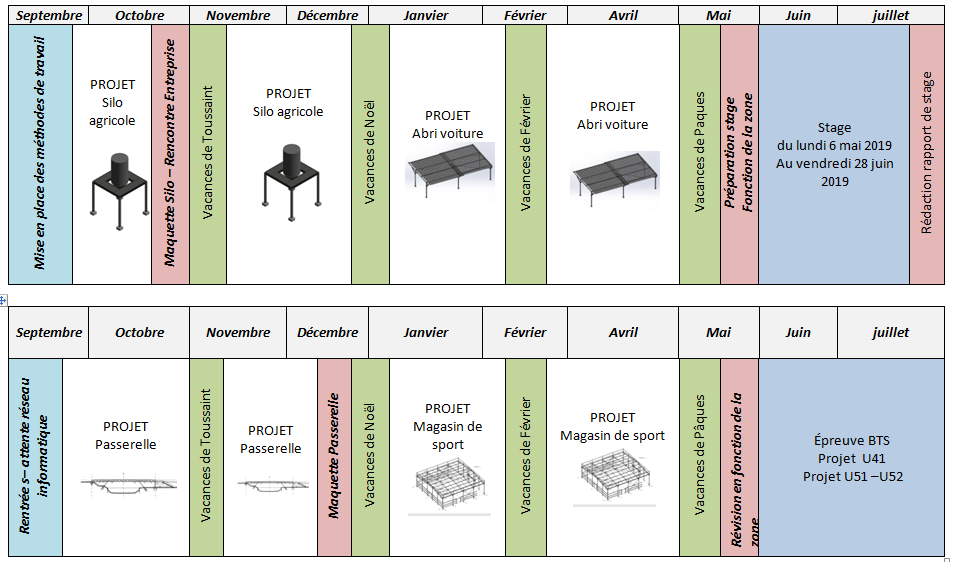 Septembre
Octobre
Novembre
Décembre
Janvier
Février
Avril
Mai
Juin
juillet
Mise en place des méthodes de travail
PROJET
Silo
agricole
Maquette Silo – Rencontre Entreprise
Vacances de Toussaint
PROJET
Silo agricole
Vacances de Noël
PROJET
Abri voiture
Vacances de Février
PROJET
Abri voiture
Vacances de Paques
Préparation stage
Fonction de la zone
Stage
du lundi 6 mai 2019
Au vendredi 28 juin
2019
Rédaction rapport de stage
Septembre
Octobre
Novembre
Décembre
Janvier
Février
Avril
Mai
Juin
juillet
Rentrée s– attente réseau
informatique
PROJET
Passerelle
Vacances de Toussaint
PROJET
Passerelle
Maquette Passerelle
Vacances de Noël
PROJET
Magasin de
sport
Vacances de Février
PROJET
Magasin de sport
Vacances de Pâques
Révision en fonction de la
zone
Épreuve BTS
Projet U41
Projet U51 –U52